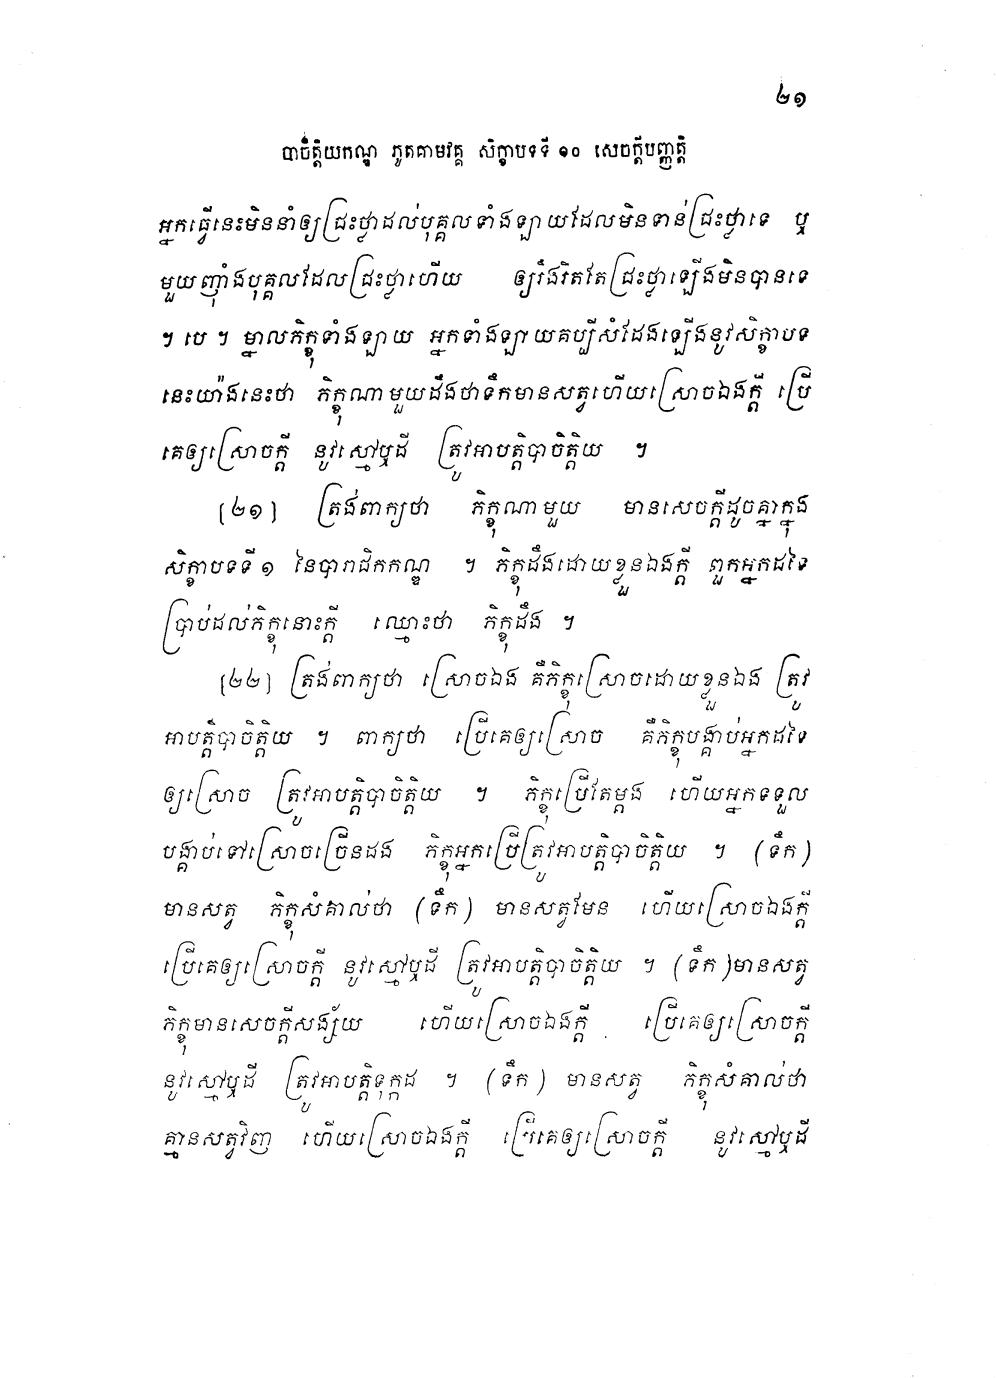 ២១
បាចិត្តិយកណ្ឌ ភូតគាមវគ្គ សិក្ខាបទទី ១០ សេចក្តីបញ្ញត្តិ
អ្នកធ្វើនេះមិននាំឲ្យជ្រះថ្លាដល់បុគ្គលទាំងឡាយដែលមិនទាន់ជ្រះថ្លាទេ ឬ
មួយញ៉ាំងបុគ្គលដែលជ្រះថ្លាហើយ ឲ្យរឹងរិតតែជ្រះថ្លាឡើងមិនបានទេ
។ បេ ។ ម្នាលភិក្ខុទាំងឡាយ អ្នកទាំងឡាយគប្បីសំដែងឡើងនូវសិក្ខាបទ
នេះយ៉ាងនេះថា ភិក្ខុណាមួយដឹងថាទឹកមានសត្វហើយស្រោចឯងក្តី ប្រើ
គេឲ្យស្រោចក្តី នូវស្មៅឬដី ត្រូវអាបត្តិបាចិត្តិយ ។
[២១] ត្រង់ពាក្យថា ភិក្ខុណាមួយ មានសេចក្តីដូចគ្នាក្នុង
សិក្ខាបទទី ១ នៃបារាជិកកណ្ឌ ។ ភិក្ខុដឹងដោយខ្លួនឯងក្តី ពួកអ្នកដទៃ
ប្រាប់ដល់ភិក្ខុនោះក្តី ឈ្មោះថា ភិក្ខុដឹង ។
[២២] ត្រង់ពាក្យថា ស្រោចឯង គឺភិក្ខុស្រោចដោយខ្លួនឯង ត្រូវ
អាបត្តិបាចិត្តិយ ។ ពាក្យថា ប្រើគេឲ្យស្រោច គឺភិក្ខុបង្គាប់អ្នកដទៃ
ឲ្យស្រោច ត្រូវអាបត្តិបាចិត្តិយ ។ ភិក្ខុប្រើតែម្តង ហើយអ្នកទទួល
បង្គាប់ទៅស្រោចច្រើនដង ភិក្ខុអ្នកប្រើត្រូវអាបត្តិបាចិត្តិយ ។ (ទឹក)
មានសត្វ ភិក្ខុសំគាល់ថា (ទឹក) មានសត្វមែន ហើយស្រោចឯងក្តី
ប្រើគេឲ្យស្រោចក្តី នូវស្មៅឬដី ត្រូវអាបត្តិបាចិត្តិយ ។ (ទឹក)មានសត្វ
ភិក្ខុមានសេចក្តីសង្ស័យ ហើយស្រោចឯងក្តី ប្រើគេឲ្យស្រោចក្តី
នូវស្មៅឬដី ត្រូវអាបត្តិទុក្កដ ។ (ទឹក) មានសត្វ ភិក្ខុសំគាល់ថា
គ្មានសត្វវិញ ហើយស្រោចឯងក្តី ប្រើគេឲ្យស្រោចក្តី នូវស្មៅឬដី